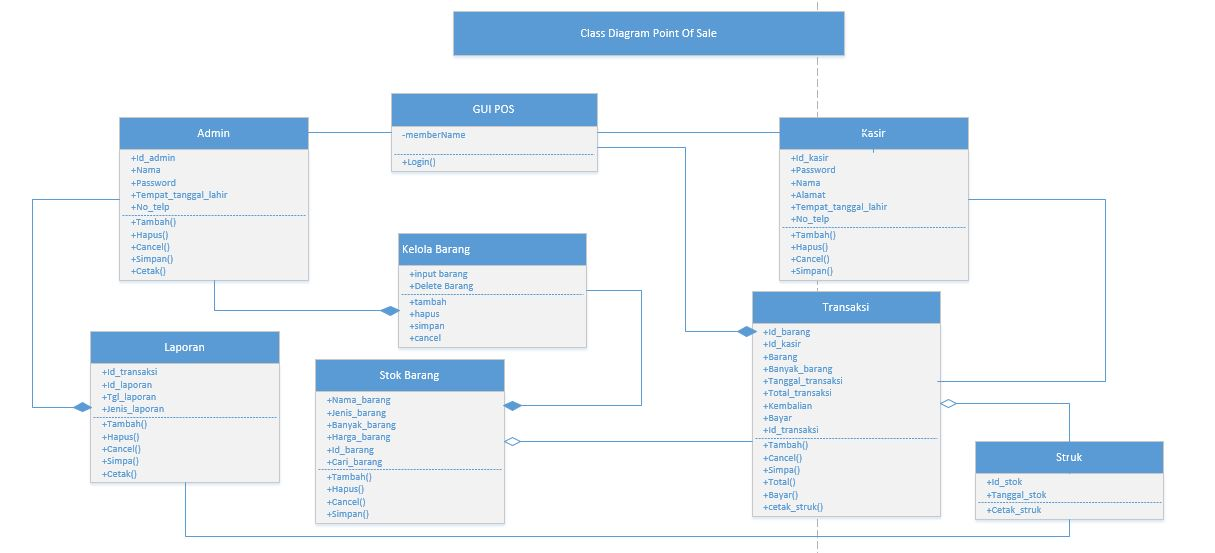 Class Diagram Point Of Sale
GUI POS
-memberName
+Login()
Admin
+Id_admin
+Nama
+Password
+Tempat_tanggal_lahir
+No_telp
+Tambah()
+Hapus()
+Cancel()
+Simpan()
+Cetak()
Kasir
+Id_kasir
+Password
+Nama
+Alamat
+Tempat_tanggal_lahir
+No_telp
+Tambah()
+Hapus()
+Cancel()
+Simpan()
Kelola Barang
+input barang
+Delete Barang
+tambah
+hapus
+simpan
+cancel
Transaksi
+Id_barang
+Id_kasir
+Barang
+Banyak_barang
+Tanggal_transaksi
+Total_transaksi
+Kembalian
+Bayar
+Id_transaksi
+Tambah()
+Cancel()
+Simpa()
+Total()
+Bayar()
+cetak_struk()
Laporan
+Id_transaksi
+Id_laporan
+Tgl_laporan
+Jenis_laporan
+Tambah()
+Hapus()
+Cancel()
+Simpa()
+Cetak()
Stok Barang
+Nama_barang
+Jenis_barang
+Banyak_barang
+Harga_barang
+Id_barang
+Cari_barang
+Tambah()
+Hapus()
+Cancel()
+Simpan()
Struk
+Id_stok
+Tanggal_stok
+Cetak_struk